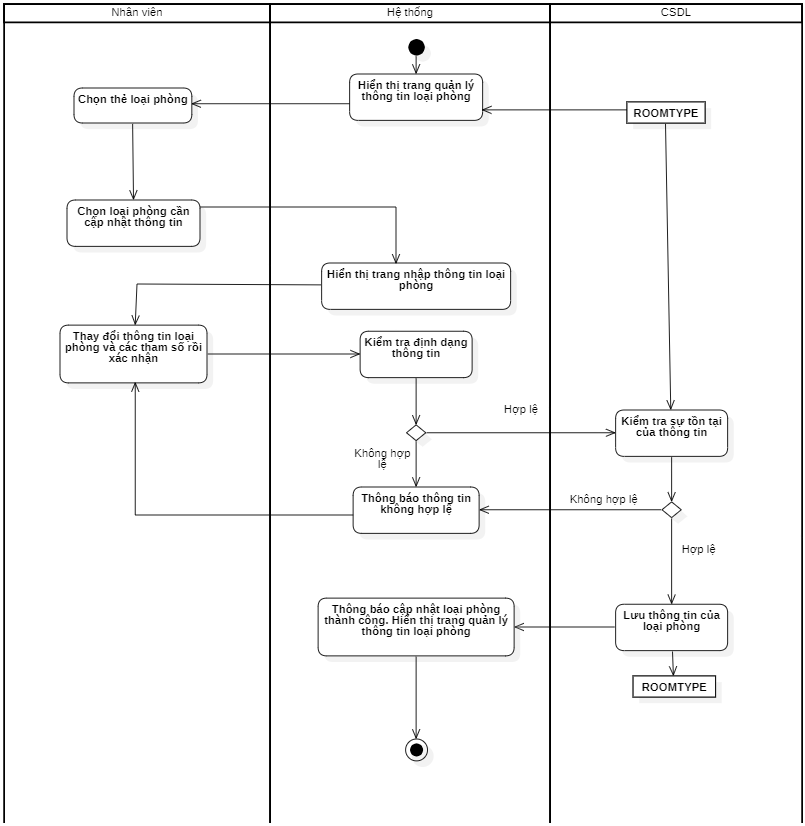 Nhân viên
Hệ thống
CSDL
Hiển thị trang quản lý
thông tin loại phòng
Chọn thẻ loại phòng
ROOMTYPE
Chọn loại phòng cần
cập nhật thông tin
Hiển thị trang nhập thông tin loại
phòng
Thay đổi thông tin loại
phòng và các tham số rồi
xác nhận
Kiểm tra định dạng
thông tin
Hợp lệ
Kiểm tra sự tồn tại
của thông tin
Không hợp
lệ
Thông báo thông tin
không hợp lệ
Không hợp lệ
Hợp lệ
Thông báo cập nhật loại phòng
thành công. Hiển thị trang quản lý
thông tin loại phòng
Lưu thông tin của
loại phòng
ROOMTYPE